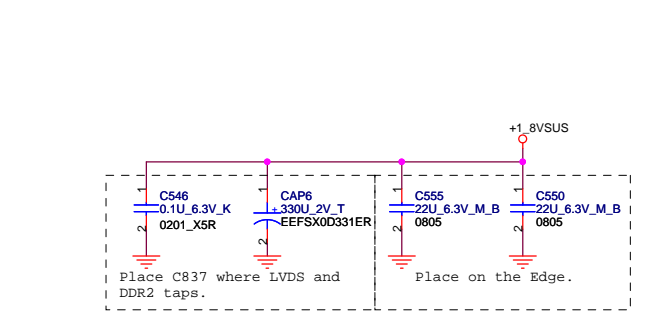 +1_8VSUS
1
C546
0.1U_6.3V_K
0201_X5R
2
1
CAP6
+
330U_2V_T
EEFSX0D331ER
2
1
C555
22U_6.3V_M_B
0805
2
1
C550
22U_6.3V_M_B
0805
2
Place C837 where LVDS and
DDR2 taps.
Place on the Edge.